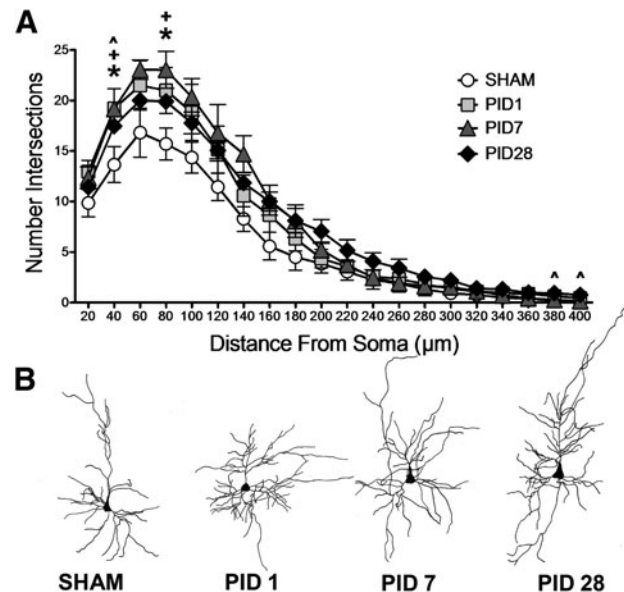 A
^
+
*
+
*
25
20
15
10
5
0
Number Intersections
SHAM
PID1
PID7
PID28
^ ^
20 40 60 80 100 120 140 160 180 200 220 240 260 280 300 320 340 360 380 400
Distance From Soma (µm)
B
SHAM PID 1 PID 7 PID 28